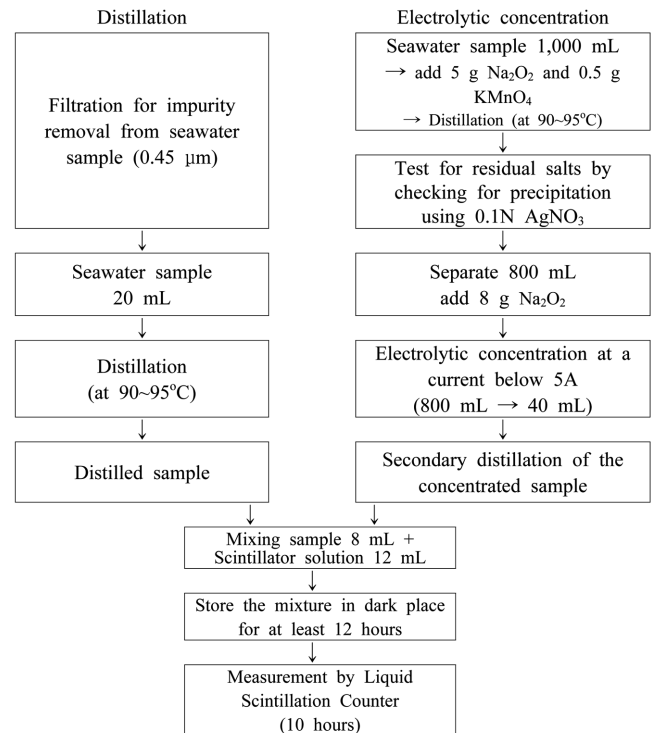 Distillation
Filtration for impurity
removal from seawater
sample (0.45 μm)
Seawater sample
20 mL
Distillation
(at 90~95°C)
Distilled sample
Electrolytic concentration
Seawater sample 1,000 mL
→ add 5 g Na₂O₂ and 0.5 g
KMnO₄
→ Distillation (at 90~95°C)
Test for residual salts by
checking for precipitation
using 0.1N AgNO₃
Separate 800 mL
add 8 g Na₂O₂
Electrolytic concentration at a
current below 5A
(800 mL → 40 mL)
Secondary distillation of the
concentrated sample
Mixing sample 8 mL +
Scintillator solution 12 mL
Store the mixture in dark place
for at least 12 hours
Measurement by Liquid
Scintillation Counter
(10 hours)